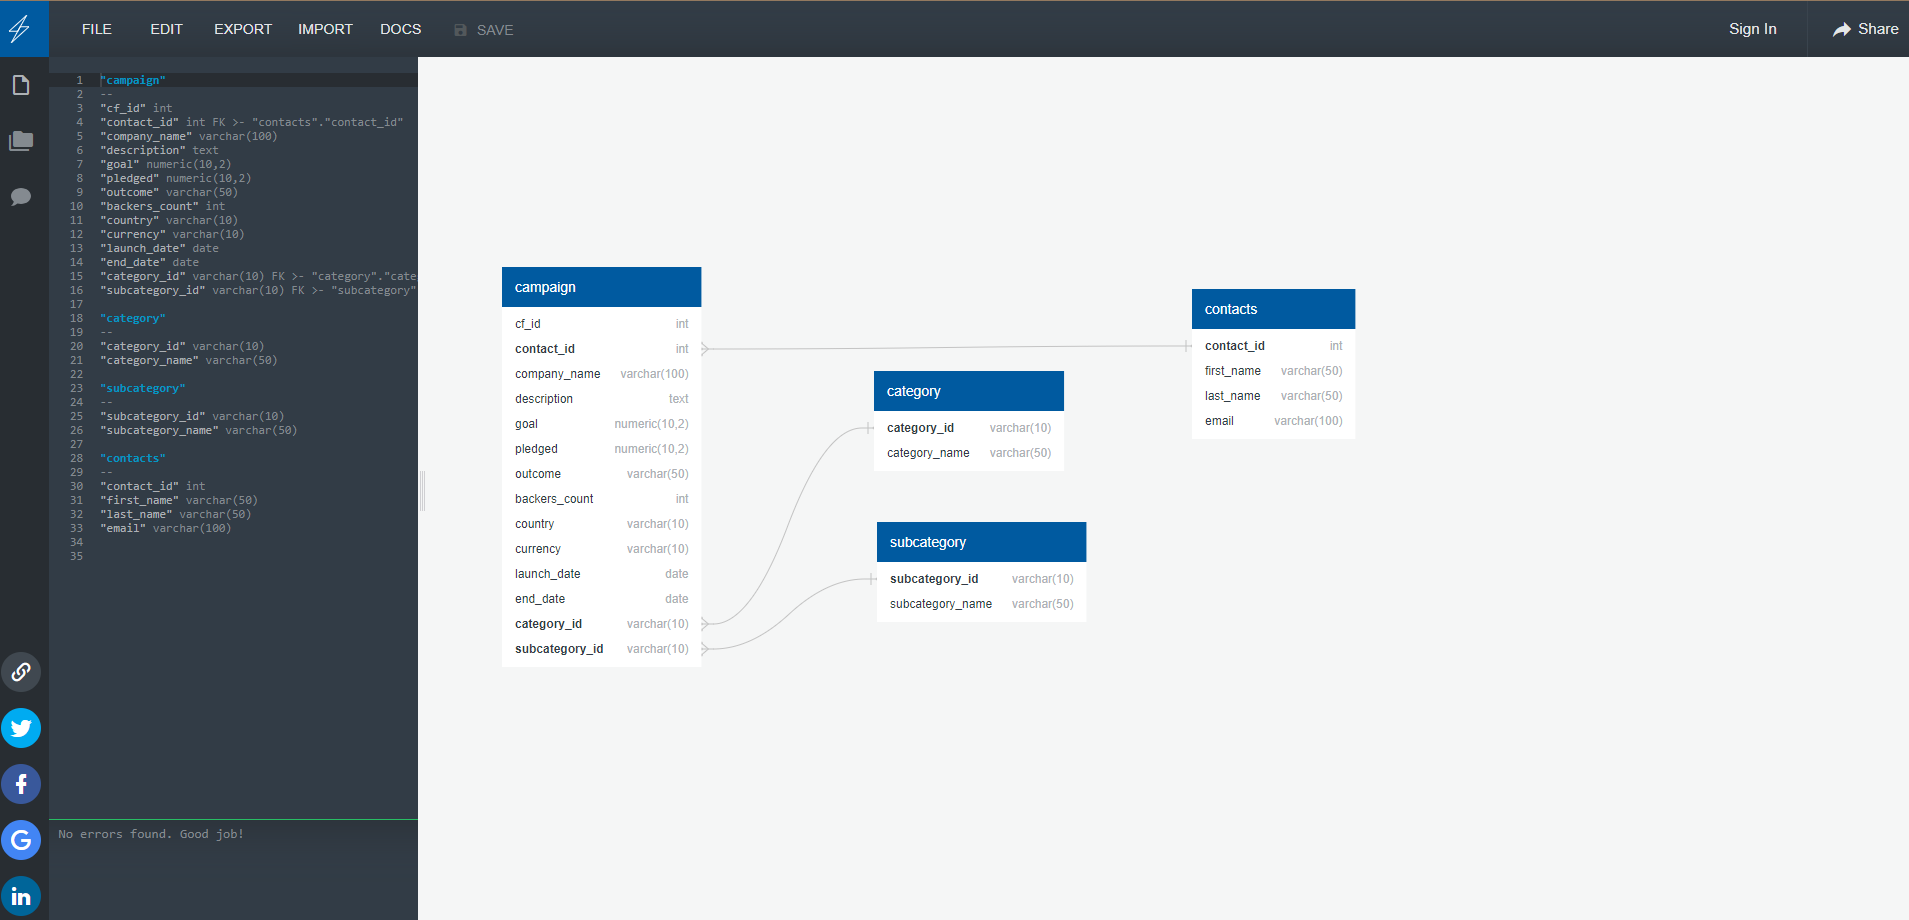 FILE EDIT EXPORT IMPORT DOCS SAVE Sign In Share
1 "campaign"
2 --
3 "cf_id" int
4 "contact_id" int FK >- "contacts"."contact_id"
5 "company_name" varchar(100)
6 "description" text
7 "goal" numeric(10,2)
8 "pledged" numeric(10,2)
9 "outcome" varchar(50)
10 "backers_count" int
11 "country" varchar(10)
12 "currency" varchar(10)
13 "launch_date" date
14 "end_date" date
15 "category_id" varchar(10) FK >- "category"."cate
16 "subcategory_id" varchar(10) FK >- "subcategory"
17
18 "category"
19 --
20 "category_id" varchar(10)
21 "category_name" varchar(50)
22
23 "subcategory"
24 --
25 "subcategory_id" varchar(10)
26 "subcategory_name" varchar(50)
27
28 "contacts"
29 --
30 "contact_id" int
31 "first_name" varchar(50)
32 "last_name" varchar(50)
33 "email" varchar(100)
34
35
No errors found. Good job!
campaign
cf_id int
contact_id int
company_name varchar(100)
description text
goal numeric(10,2)
pledged numeric(10,2)
outcome varchar(50)
backers_count int
country varchar(10)
currency varchar(10)
launch_date date
end_date date
category_id varchar(10)
subcategory_id varchar(10)
category
category_id varchar(10)
category_name varchar(50)
subcategory
subcategory_id varchar(10)
subcategory_name varchar(50)
contacts
contact_id int
first_name varchar(50)
last_name varchar(50)
email varchar(100)